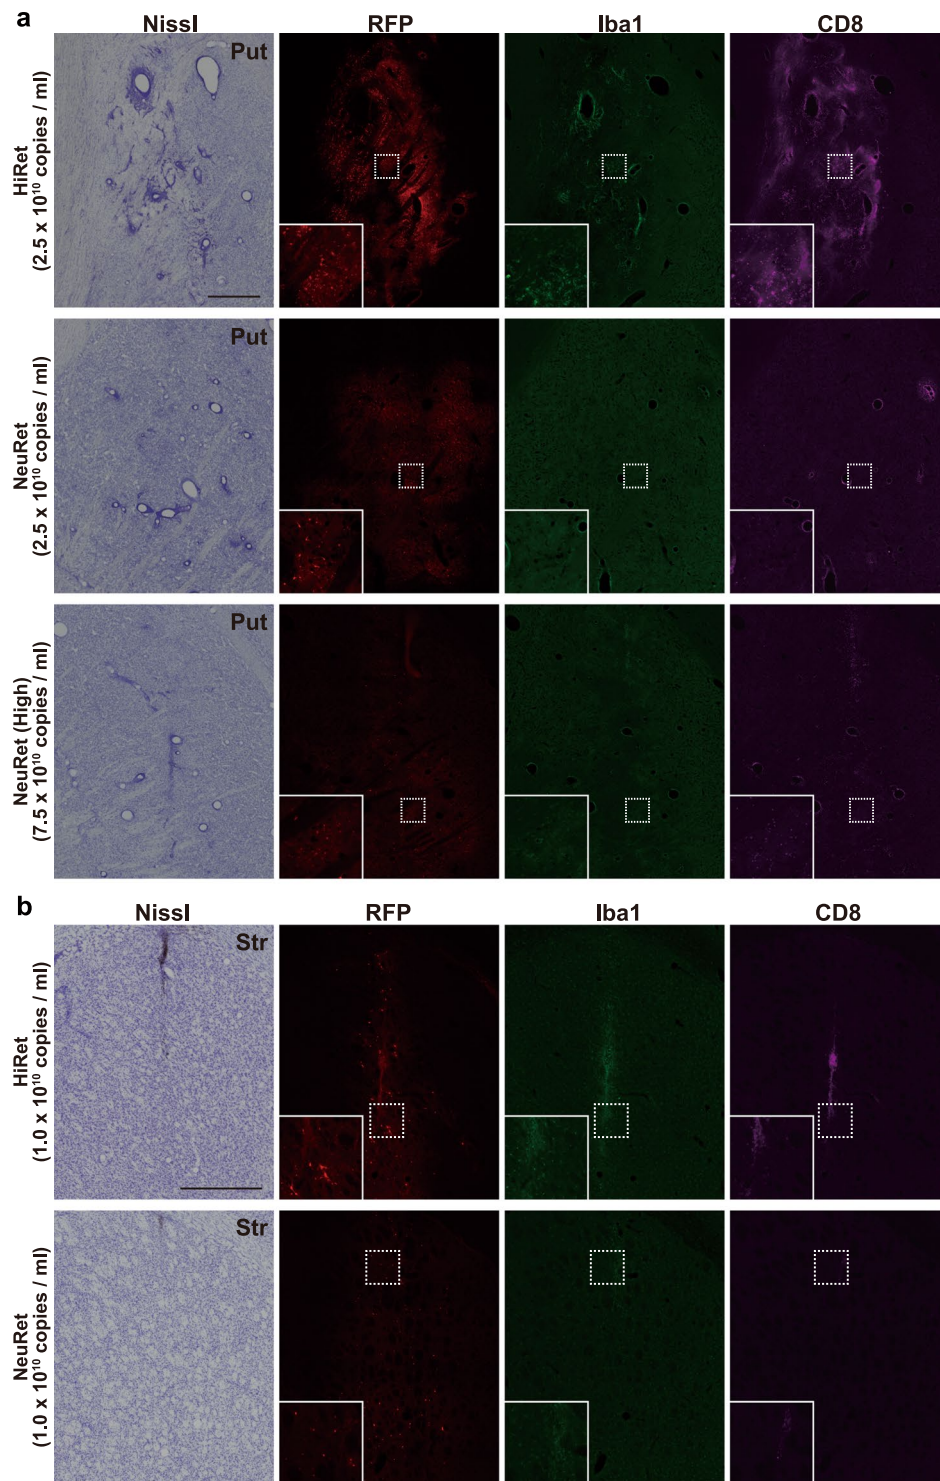 a
Nissl RFP Iba1 CD8
HiRet
(2.5 x 10¹⁰ copies / ml)
Put
NeuRet
(2.5 x 10¹⁰ copies / ml)
Put
NeuRet (High)
(7.5 x 10¹⁰ copies / ml)
Put
b
Nissl RFP Iba1 CD8
HiRet
(1.0 x 10¹⁰ copies / ml)
Str
NeuRet
(1.0 x 10¹⁰ copies / ml)
Str